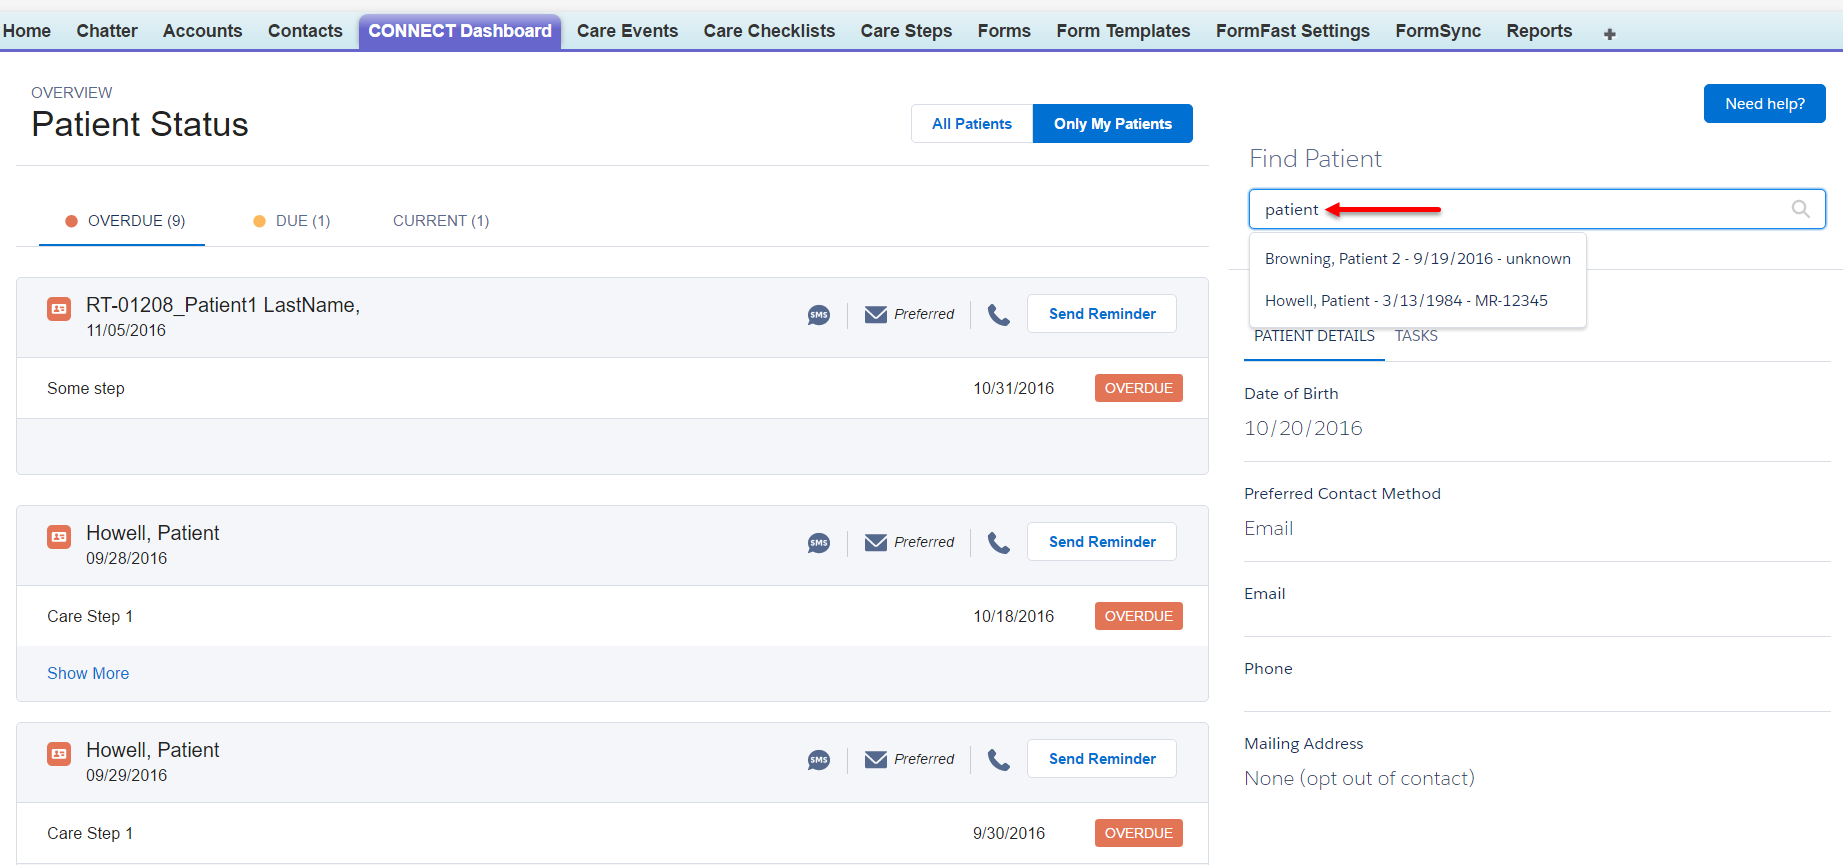 Home Chatter Accounts Contacts CONNECT Dashboard Care Events Care Checklists Care Steps Forms Form Templates FormFast Settings FormSync Reports
OVERVIEW
Patient Status
All Patients Only My Patients
OVERDUE (9) DUE (1) CURRENT (1)
RT-01208_Patient1 LastName,
11/05/2016
SMS Preferred Send Reminder
Some step 10/31/2016 OVERDUE
Howell, Patient
09/28/2016
SMS Preferred Send Reminder
Care Step 1 10/18/2016 OVERDUE
Show More
Howell, Patient
09/29/2016
SMS Preferred Send Reminder
Care Step 1 9/30/2016 OVERDUE
Need help?
Find Patient
patient
Browning, Patient 2 - 9/19/2016 - unknown
Howell, Patient - 3/13/1984 - MR-12345
PATIENT DETAILS TASKS
Date of Birth
10/20/2016
Preferred Contact Method
Email
Email
Phone
Mailing Address
None (opt out of contact)